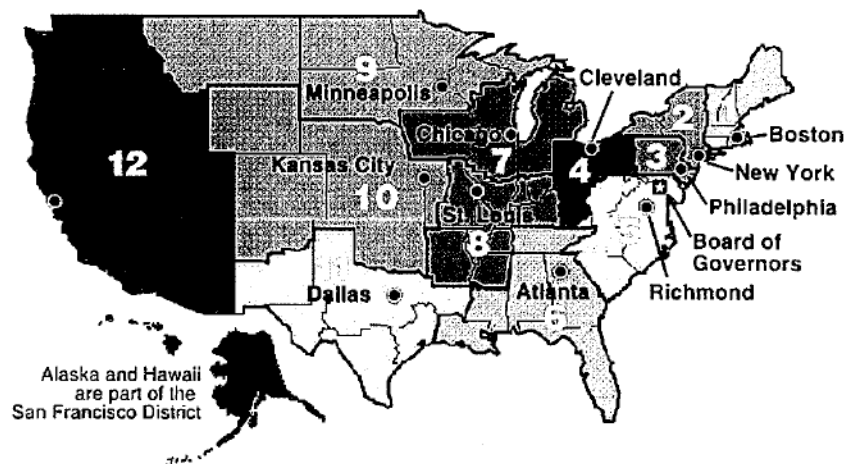 9
Minneapolis
Cleveland
2
Chicago
7
Boston
12
Kansas City
4
3
New York
10
St. Louis
Philadelphia
8
Board of
Governors
Dallas
Atlanta
Richmond
6
Alaska and Hawaii
are part of the
San Francisco District